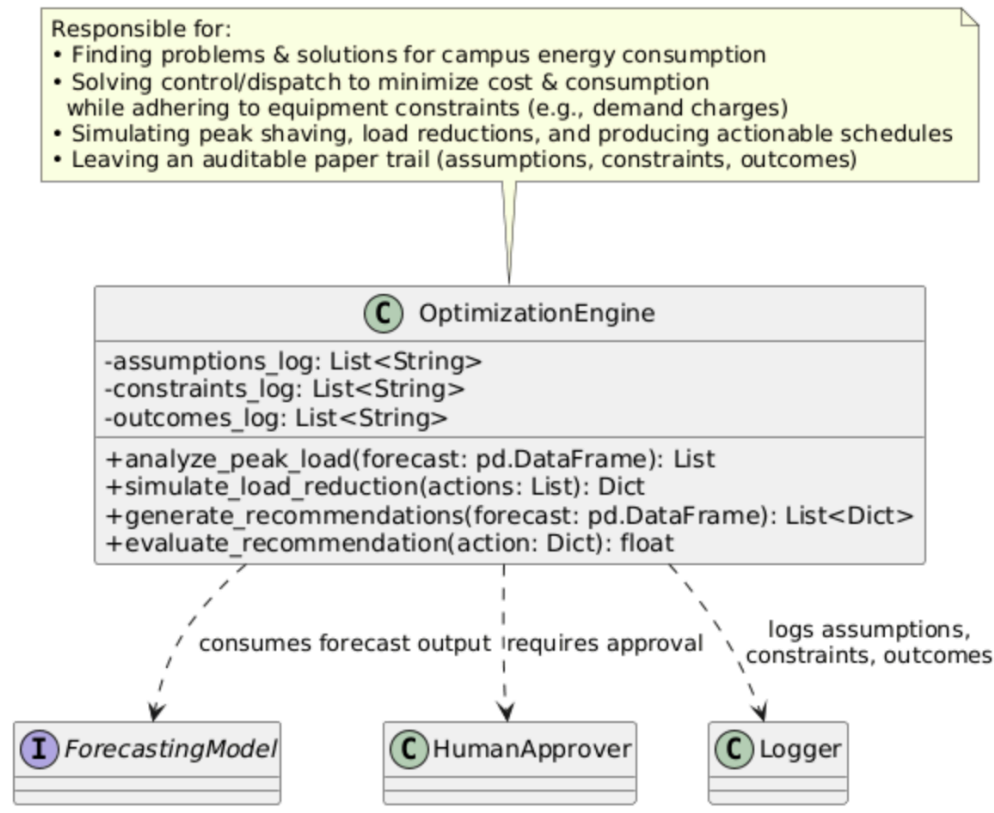 Responsible for:
• Finding problems & solutions for campus energy consumption
• Solving control/dispatch to minimize cost & consumption
while adhering to equipment constraints (e.g., demand charges)
• Simulating peak shaving, load reductions, and producing actionable schedules
• Leaving an auditable paper trail (assumptions, constraints, outcomes)
C OptimizationEngine
-assumptions_log: List<String>
-constraints_log: List<String>
-outcomes_log: List<String>
+analyze_peak_load(forecast: pd.DataFrame): List
+simulate_load_reduction(actions: List): Dict
+generate_recommendations(forecast: pd.DataFrame): List<Dict>
+evaluate_recommendation(action: Dict): float
consumes forecast output
requires approval
logs assumptions,
constraints, outcomes
I ForecastingModel
C HumanApprover
C Logger